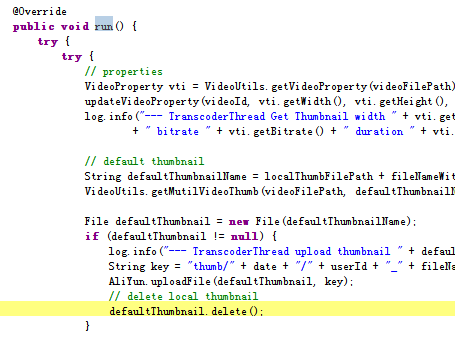 @Override
public void run() {
try {
try {
// properties
VideoProperty vti = VideoUtils.getVideoProperty(videoFilePath)
updateVideoProperty(videoId, vti.getWidth(), vti.getHeight(),
log.info("--- TranscoderThread Get Thumbnail width " + vti.get
+ " bitrate " + vti.getBitrate() + " duration " + vti.
// default thumbnail
String defaultThumbnailName = localThumbFilePath + fileNameWit
VideoUtils.getMutilVideoThumb(videoFilePath, defaultThumbnail
File defaultThumbnail = new File(defaultThumbnailName);
if (defaultThumbnail != null) {
log.info("--- TranscoderThread upload thumbnail " + defau
String key = "thumb/" + date + "/" + userId + "_" + fileNa
AliYun.uploadFile(defaultThumbnail, key);
// delete local thumbnail
defaultThumbnail.delete();
}